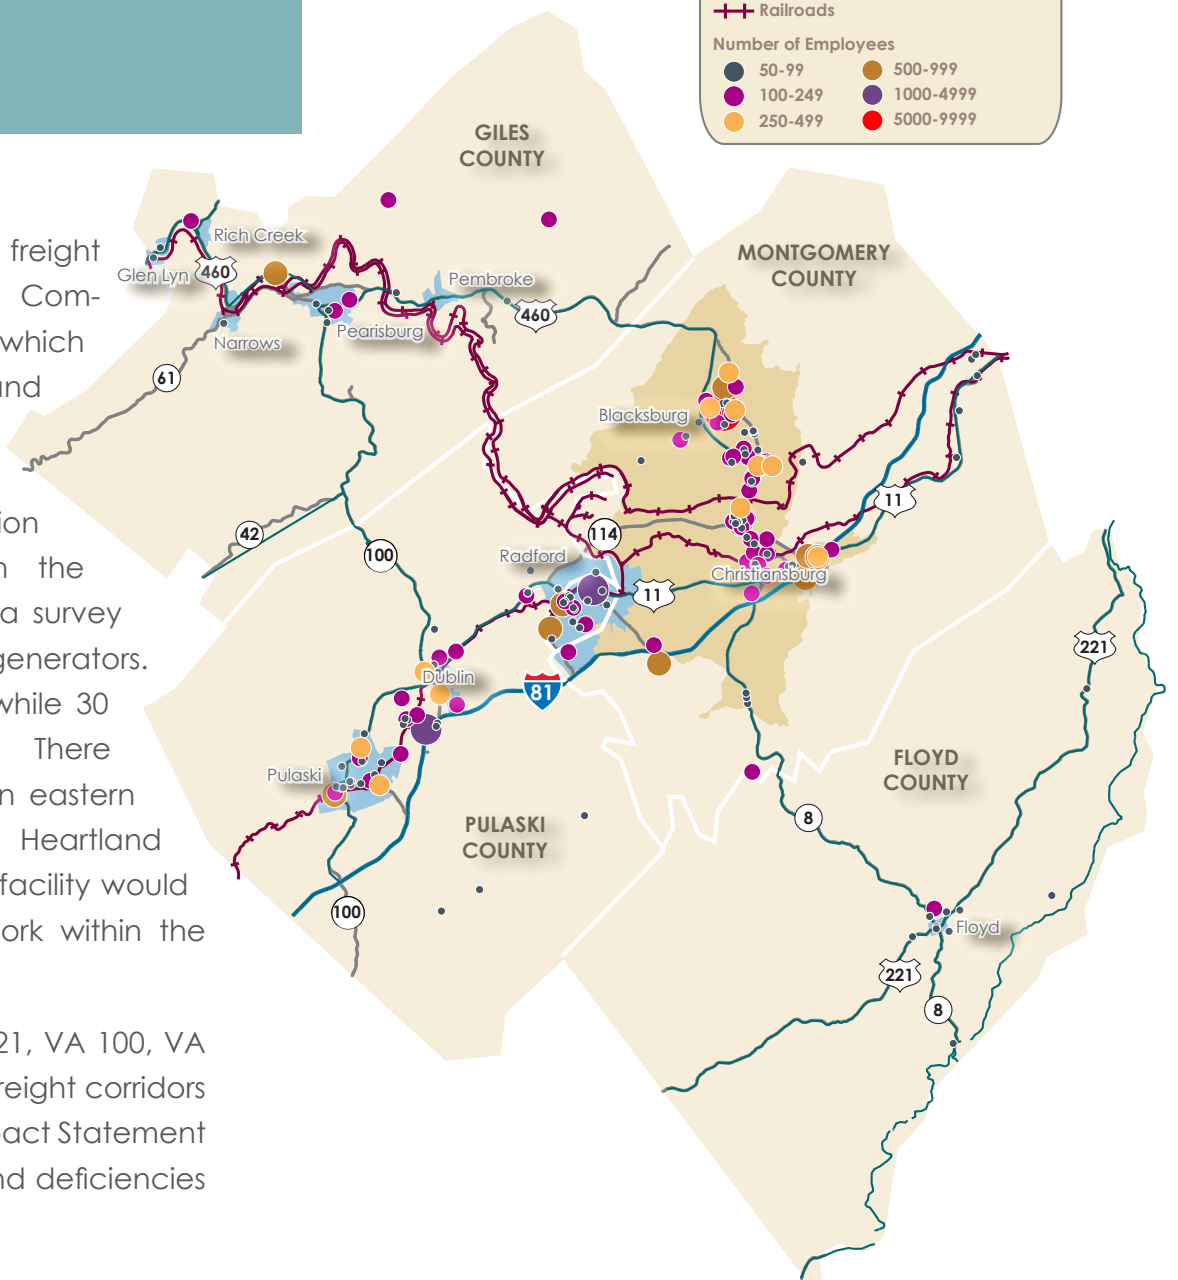 Railroads
Number of Employees
50-99
100-249
250-499
500-999
1000-4999
5000-9999
freight
Com-
which
and
ion
the
a survey
generators.
while 30
There
n eastern
Heartland
facility would
ork within the
21, VA 100, VA
reight corridors
pact Statement
nd deficiencies
GILES
COUNTY
MONTGOMERY
COUNTY
Rich Creek
Glen Lyn
460
Pembroke
460
Pearisburg
Narrows
61
Blacksburg
11
42
100
114
Radford
11
Christiansburg
221
Dublin
81
FLOYD
COUNTY
Pulaski
PULASKI
COUNTY
8
100
Floyd
221
8